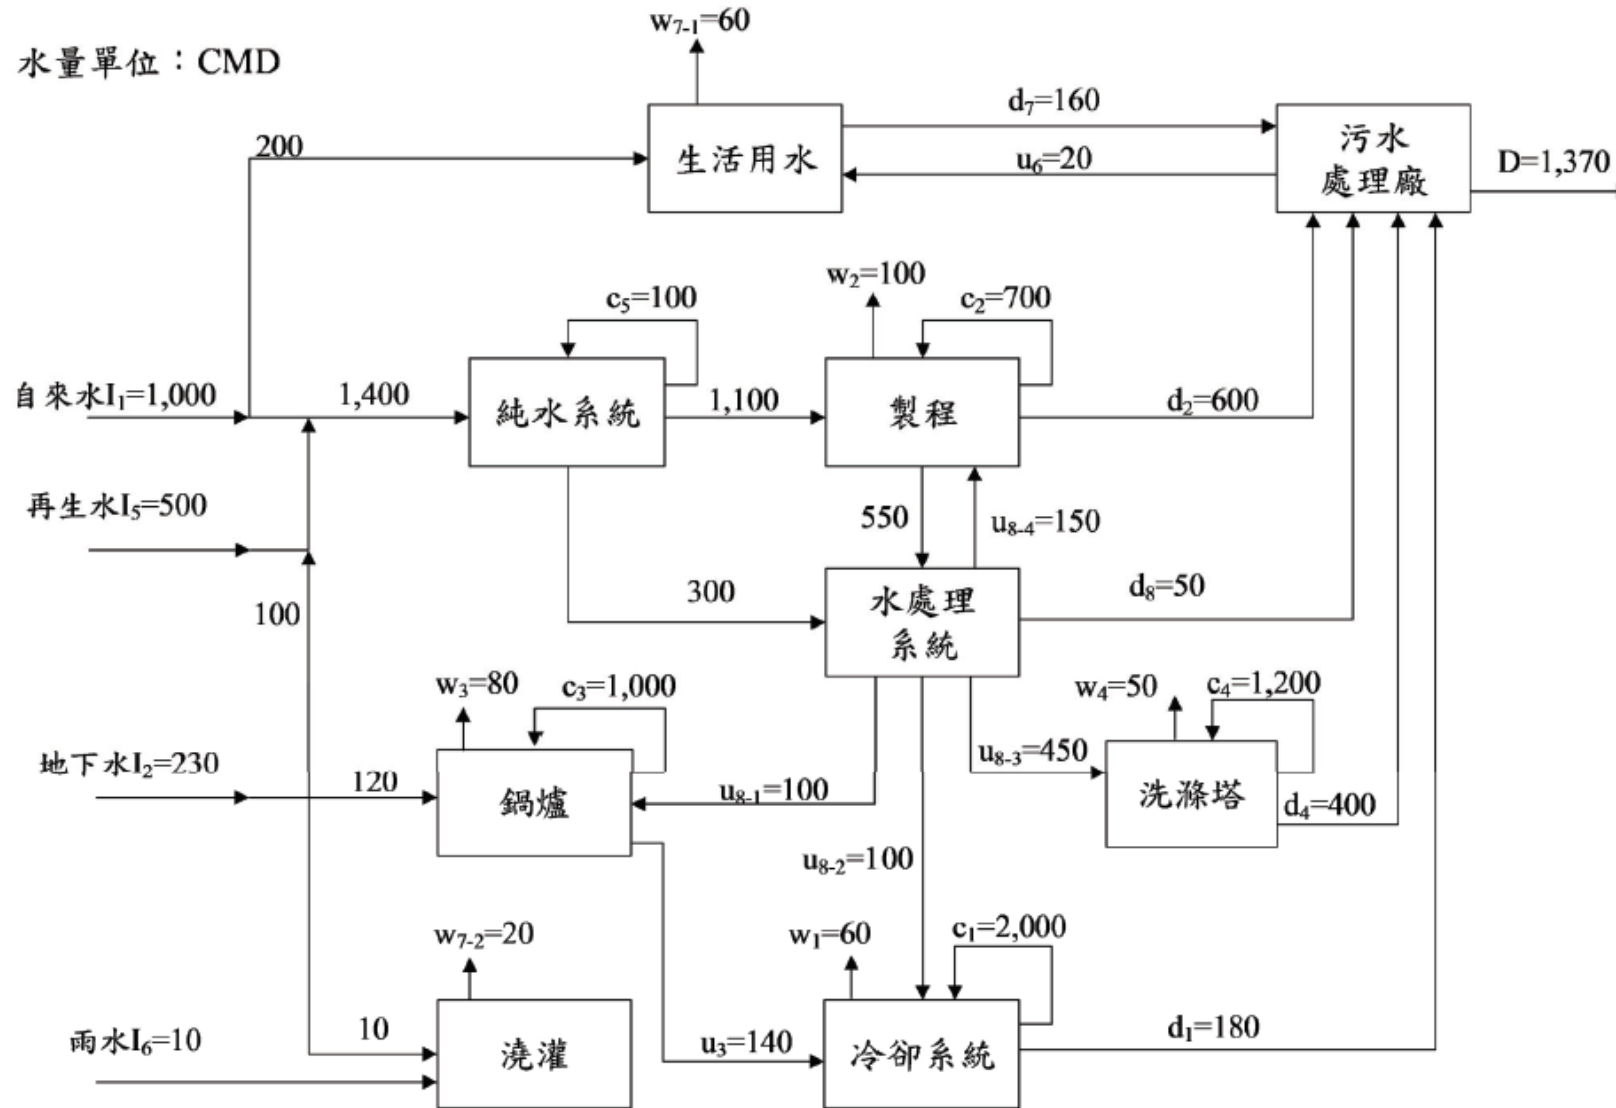 w₇₋₁=60
水量單位：CMD
d₇=160
200
生活用水
u₆=20
污水
處理廠
D=1,370
w₂=100
c₅=100
c₂=700
自來水I₁=1,000
1,400
純水系統
1,100
製程
d₂=600
再生水I₅=500
550
u₈₋₄=150
100
300
水處理
系統
d₈=50
w₃=80
c₃=1,000
w₄=50
c₄=1,200
地下水I₂=230
120
鍋爐
u₈₋₁=100
u₈₋₃=450
洗滌塔
d₄=400
u₈₋₂=100
w₇₋₂=20
w₁=60
c₁=2,000
雨水I₆=10
10
澆灌
u₃=140
冷卻系統
d₁=180